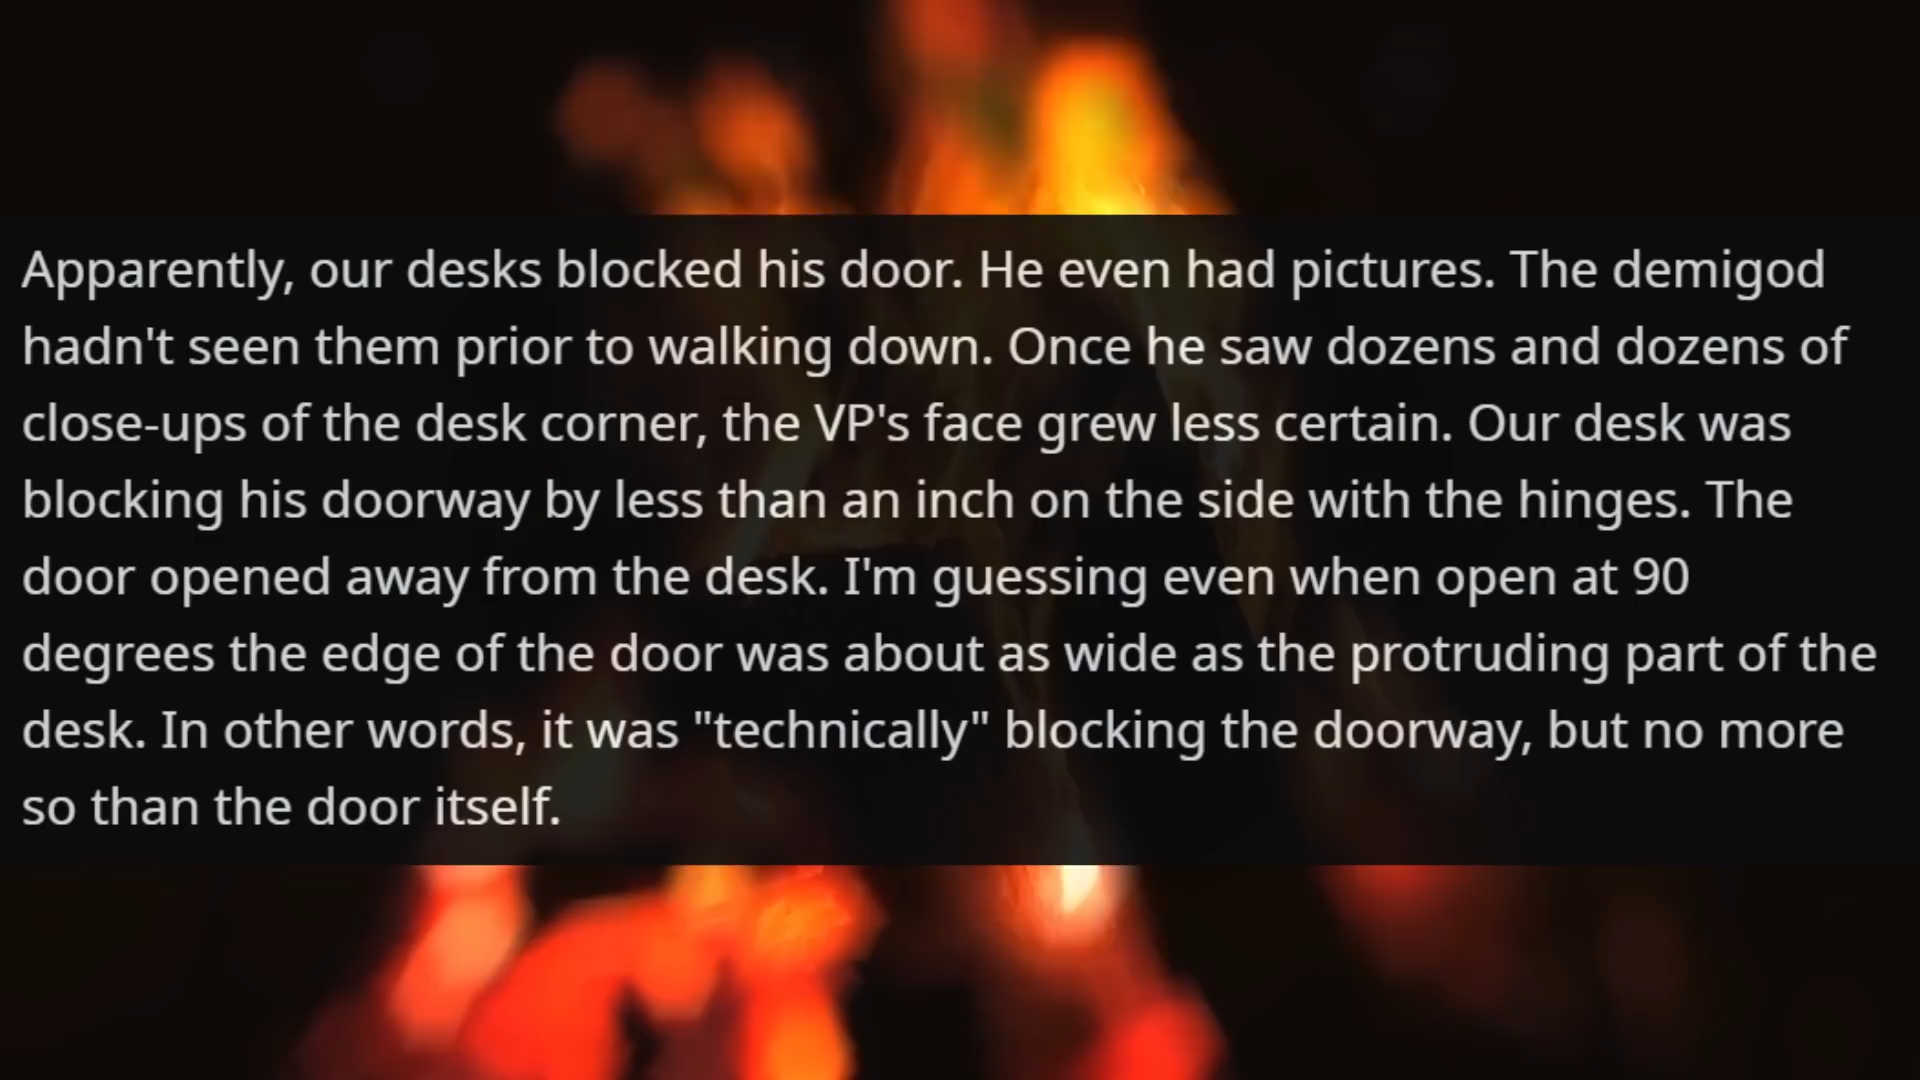 Apparently, our desks blocked his door. He even had pictures. The demigod
hadn't seen them prior to walking down. Once he saw dozens and dozens of
close-ups of the desk corner, the VP's face grew less certain. Our desk was
blocking his doorway by less than an inch on the side with the hinges. The
door opened away from the desk. I'm guessing even when open at 90
degrees the edge of the door was about as wide as the protruding part of the
desk. In other words, it was "technically" blocking the doorway, but no more
so than the door itself.